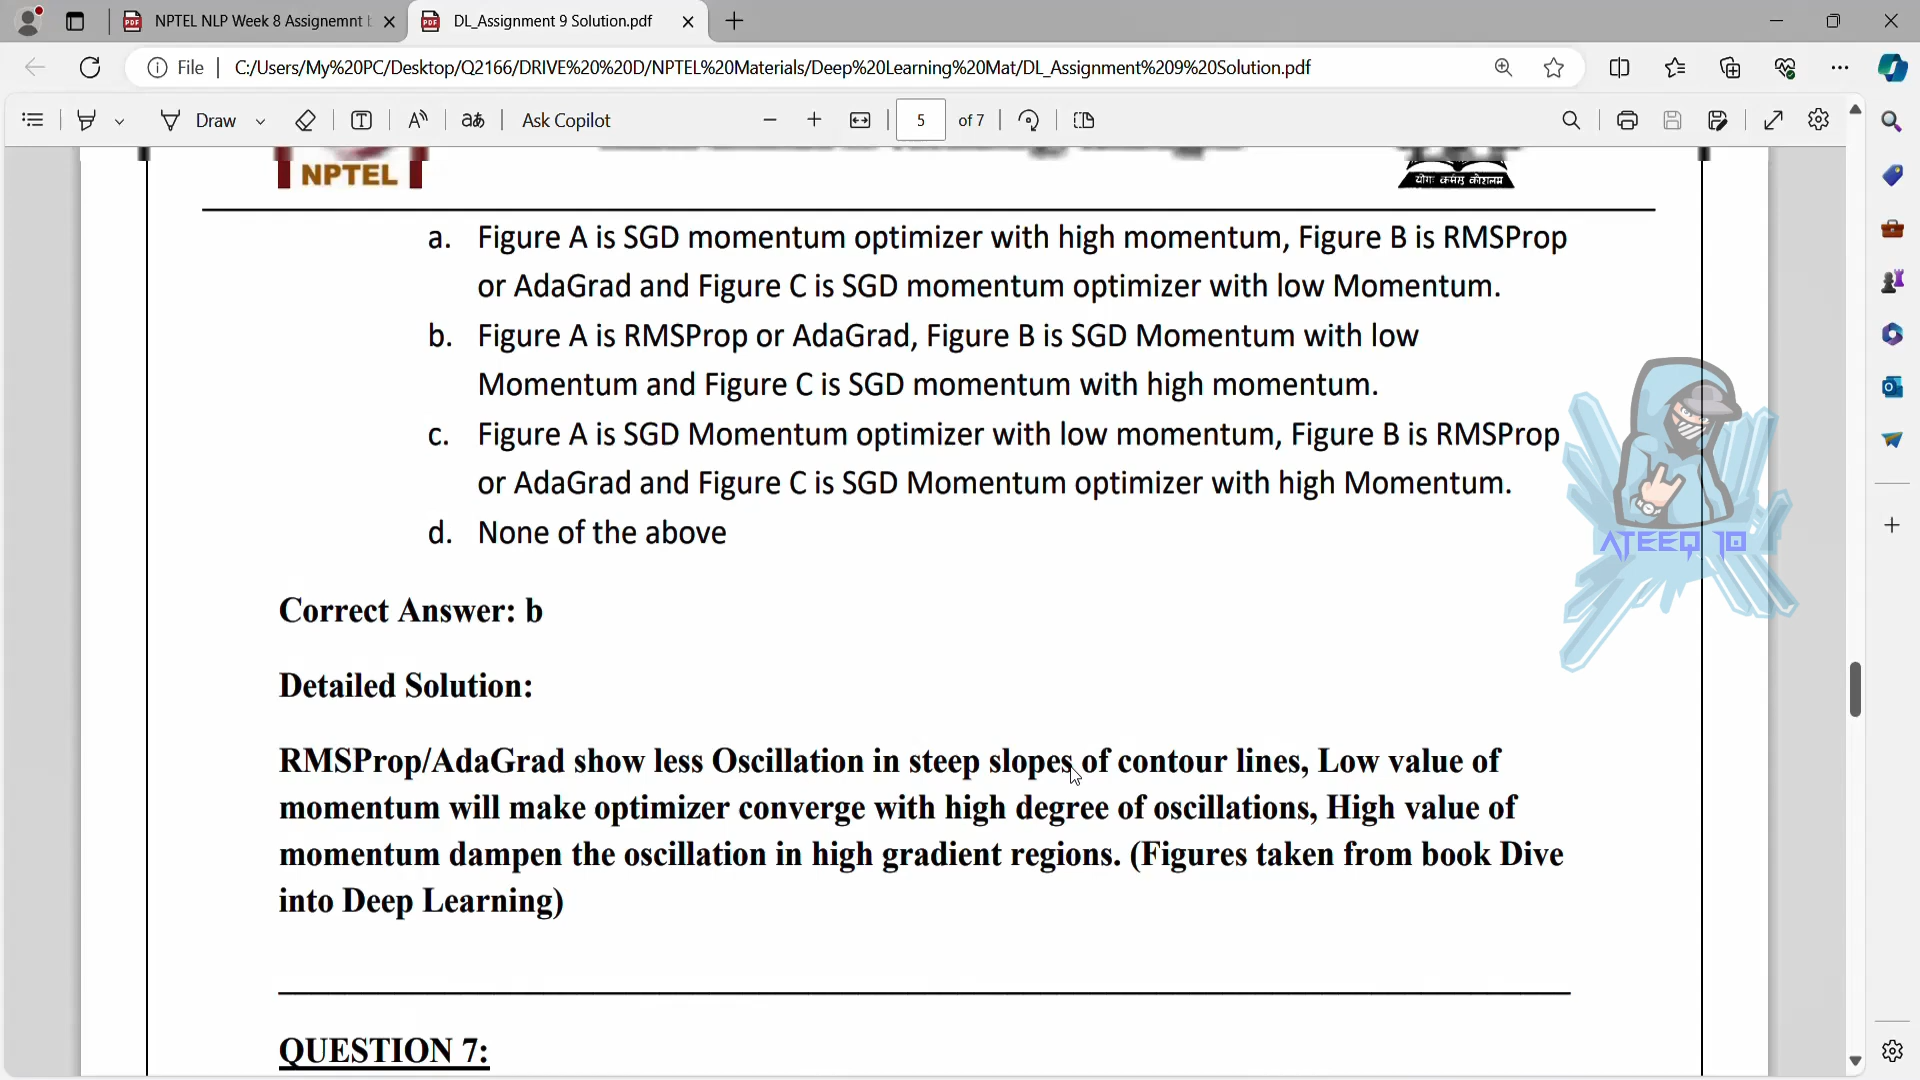 NPTEL NLP Week 8 Assignemnt
DL_Assignment 9 Solution.pdf
File
C:/Users/My%20PC/Desktop/Q2166/DRIVE%20%20D/NPTEL%20Materials/Deep%20Learning%20Mat/DL_Assignment%209%20Solution.pdf
Draw
Ask Copilot
5 of 7
NPTEL
योगः कर्मसु कौशलम्
a. Figure A is SGD momentum optimizer with high momentum, Figure B is RMSProp
or AdaGrad and Figure C is SGD momentum optimizer with low Momentum.
b. Figure A is RMSProp or AdaGrad, Figure B is SGD Momentum with low
Momentum and Figure C is SGD momentum with high momentum.
c. Figure A is SGD Momentum optimizer with low momentum, Figure B is RMSProp
or AdaGrad and Figure C is SGD Momentum optimizer with high Momentum.
d. None of the above
ATEEQ 10
Correct Answer: b
Detailed Solution:
RMSProp/AdaGrad show less Oscillation in steep slopes of contour lines, Low value of
momentum will make optimizer converge with high degree of oscillations, High value of
momentum dampen the oscillation in high gradient regions. (Figures taken from book Dive
into Deep Learning)
QUESTION 7: